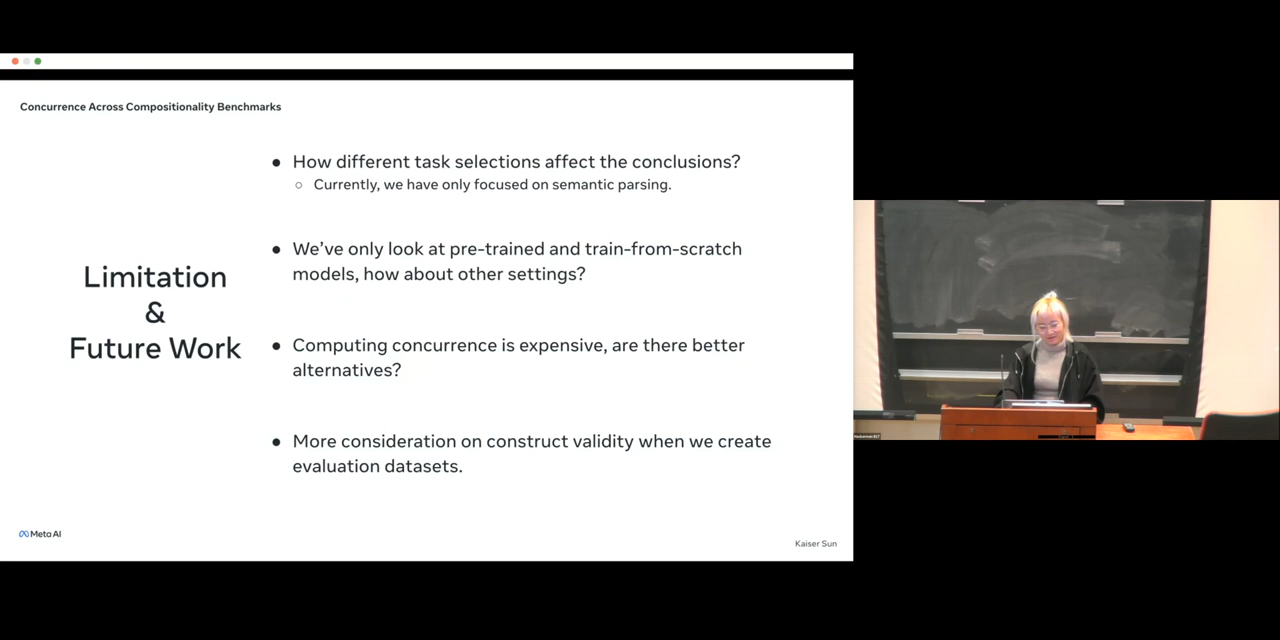 Concurrence Across Compositionality Benchmarks
Limitation
&
Future Work
● How different task selections affect the conclusions?
○ Currently, we have only focused on semantic parsing.
● We've only look at pre-trained and train-from-scratch
models, how about other settings?
● Computing concurrence is expensive, are there better
alternatives?
● More consideration on construct validity when we create
evaluation datasets.
Meta AI
Kaiser Sun